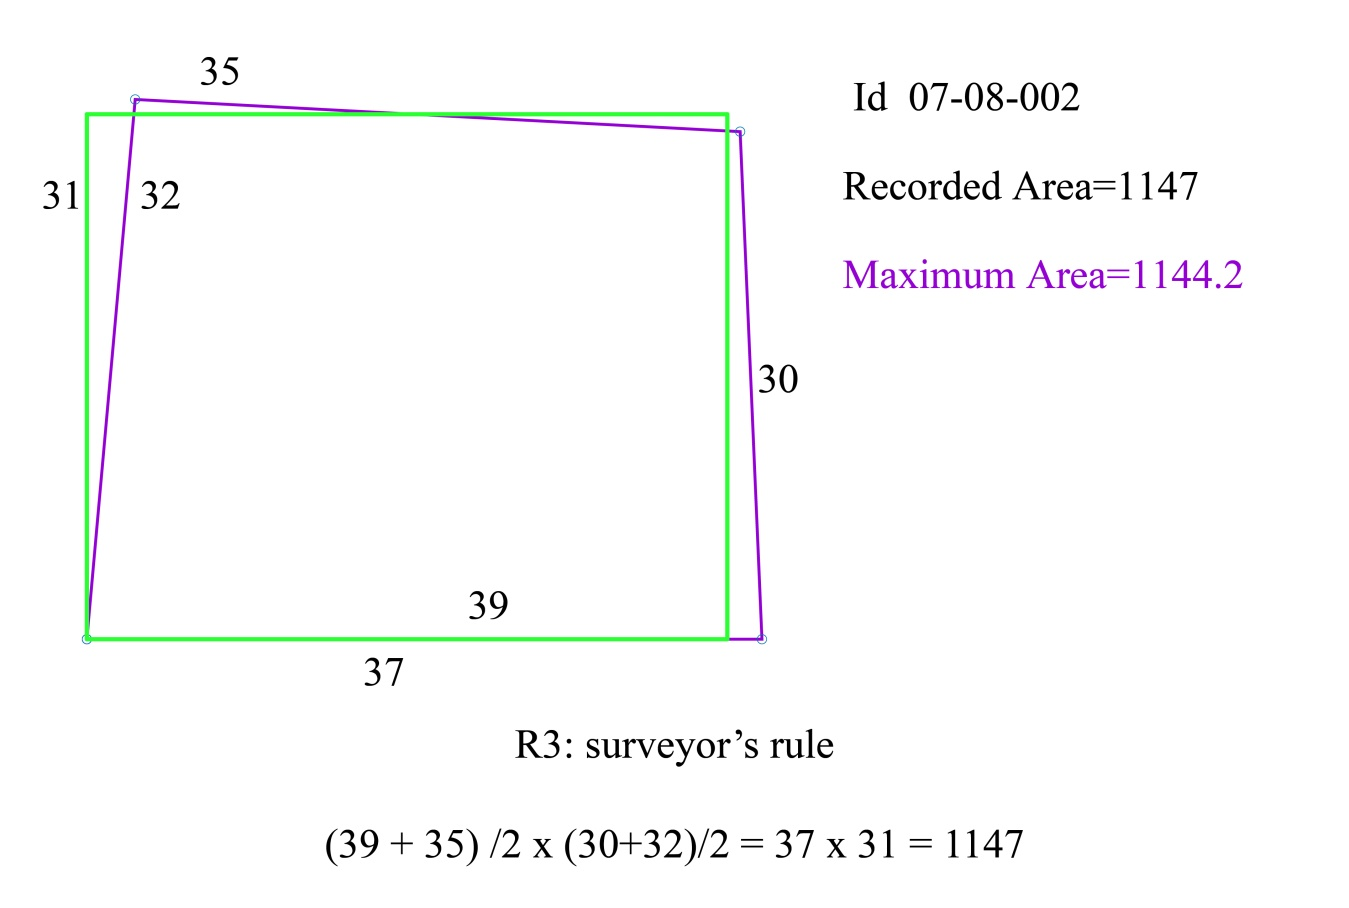 35
Id 07-08-002
31
32
Recorded Area=1147
Maximum Area=1144.2
30
39
37
R3: surveyor’s rule
(39 + 35) /2 x (30+32)/2 = 37 x 31 = 1147